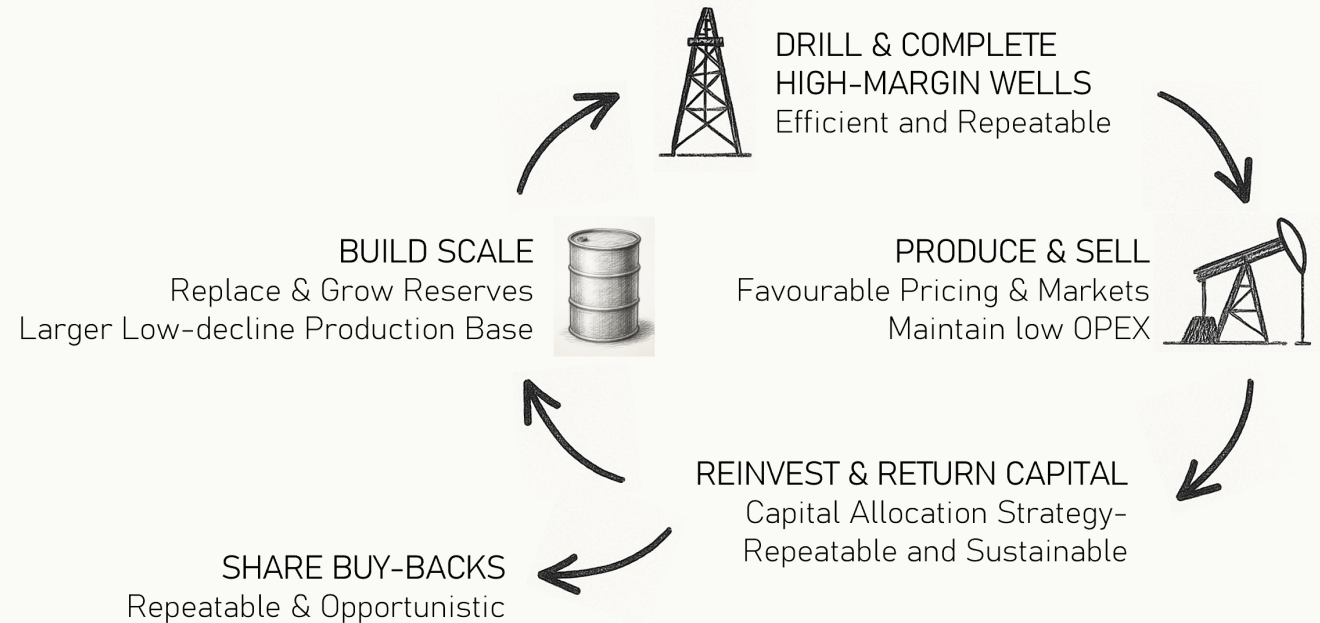 DRILL & COMPLETE
HIGH-MARGIN WELLS
Efficient and Repeatable
BUILD SCALE
Replace & Grow Reserves
Larger Low-decline Production Base
PRODUCE & SELL
Favourable Pricing & Markets
Maintain low OPEX
REINVEST & RETURN CAPITAL
Capital Allocation Strategy-
Repeatable and Sustainable
SHARE BUY-BACKS
Repeatable & Opportunistic